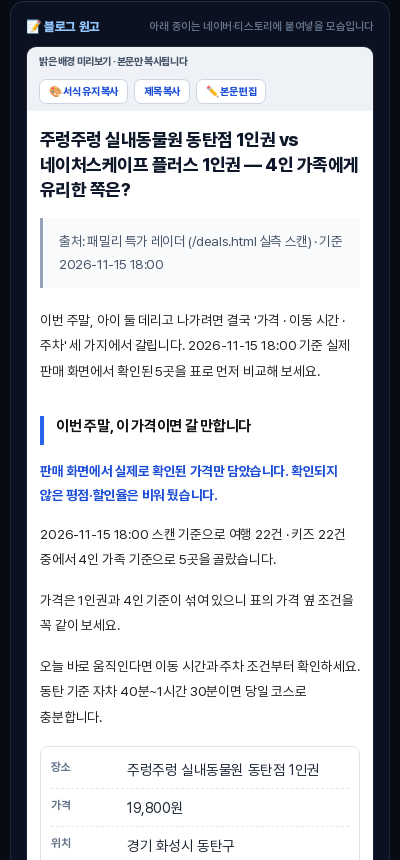 📝 블로그 원고
아래 종이는 네이버·티스토리에 붙여넣을 모습입니다
밝은 배경 미리보기 · 본문만 복사됩니다
🎨 서식 유지 복사
제목 복사
✏️ 본문 편집
주렁주렁 실내동물원 동탄점 1인권 vs
네이처스케이프 플러스 1인권 — 4인 가족에게
유리한 쪽은?
출처: 패밀리 특가 레이더 (/deals.html 실측 스캔) · 기준
2026-11-15 18:00
이번 주말, 아이 둘 데리고 나가려면 결국 '가격 · 이동 시간 ·
주차' 세 가지에서 갈립니다. 2026-11-15 18:00 기준 실제
판매 화면에서 확인된 5곳을 표로 먼저 비교해 보세요.
이번 주말, 이 가격이면 갈 만합니다
판매 화면에서 실제로 확인된 가격만 담았습니다. 확인되지
않은 평점·할인율은 비워 뒀습니다.
2026-11-15 18:00 스캔 기준으로 여행 22건 · 키즈 22건
중에서 4인 가족 기준으로 5곳을 골랐습니다.
가격은 1인권과 4인 기준이 섞여 있으니 표의 가격 옆 조건을
꼭 같이 보세요.
오늘 바로 움직인다면 이동 시간과 주차 조건부터 확인하세요.
동탄 기준 자차 40분~1시간 30분이면 당일 코스로
충분합니다.
장소 주렁주렁 실내동물원 동탄점 1인권
가격 19,800원
위치 경기 화성시 동탄구